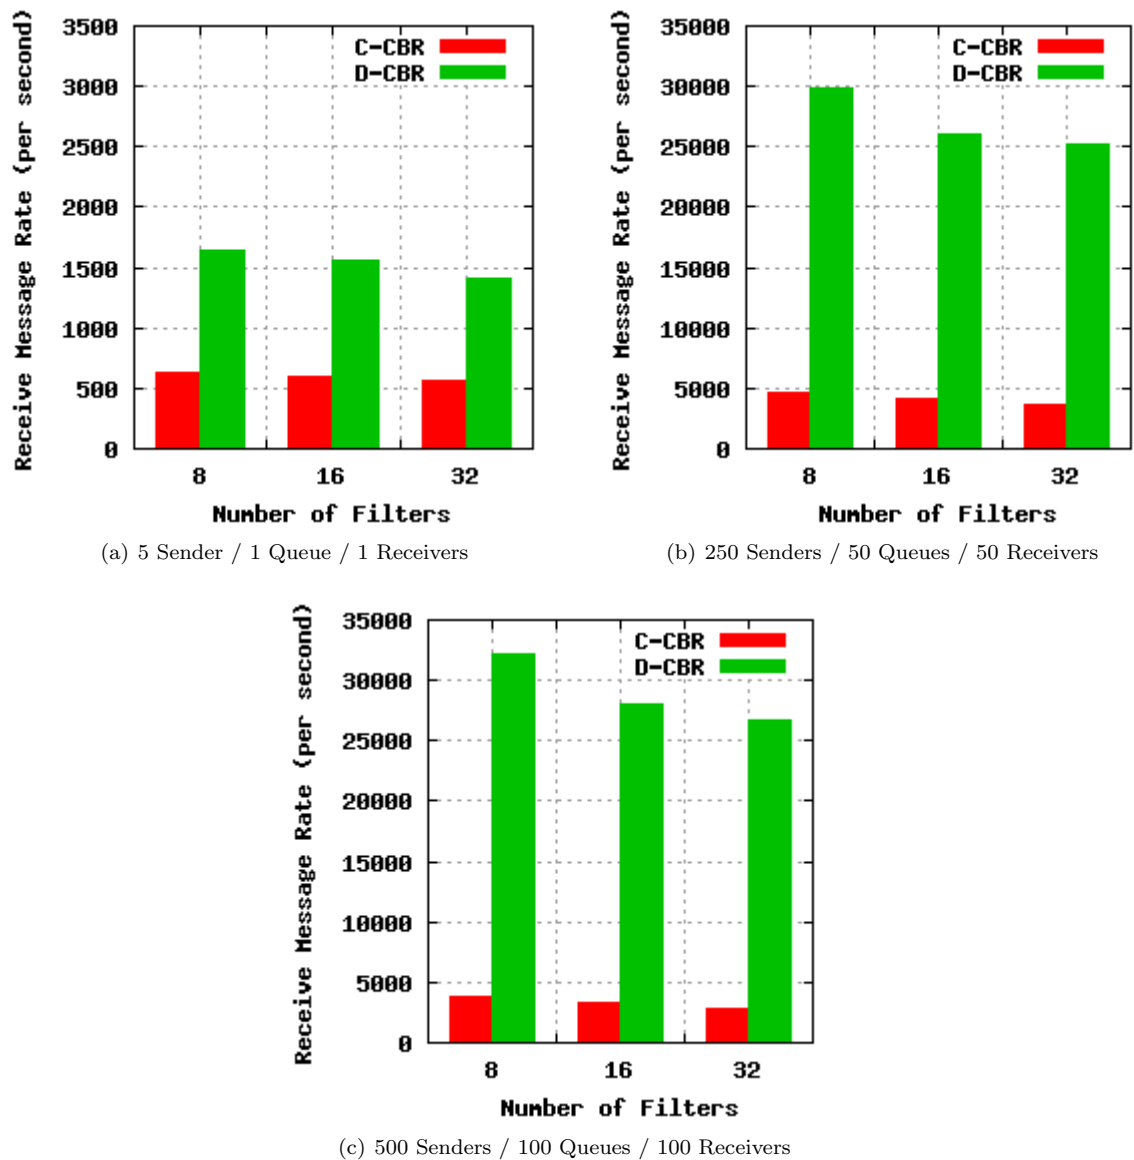 Receive Message Rate (per second)
3500
3000
2500
2000
1500
1000
500
0
C-CBR
D-CBR
8 16 32
Number of Filters
(a) 5 Sender / 1 Queue / 1 Receivers
Receive Message Rate (per second)
35000
30000
25000
20000
15000
10000
5000
0
C-CBR
D-CBR
8 16 32
Number of Filters
(b) 250 Senders / 50 Queues / 50 Receivers
Receive Message Rate (per second)
35000
30000
25000
20000
15000
10000
5000
0
C-CBR
D-CBR
8 16 32
Number of Filters
(c) 500 Senders / 100 Queues / 100 Receivers